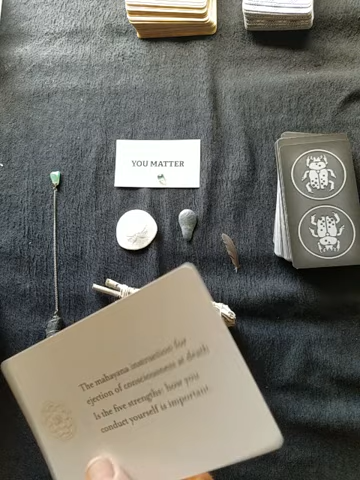 YOU MATTER
The mahayana instructions for
ejection of consciousness at death
is the five strengths: how you
conduct yourself is important.